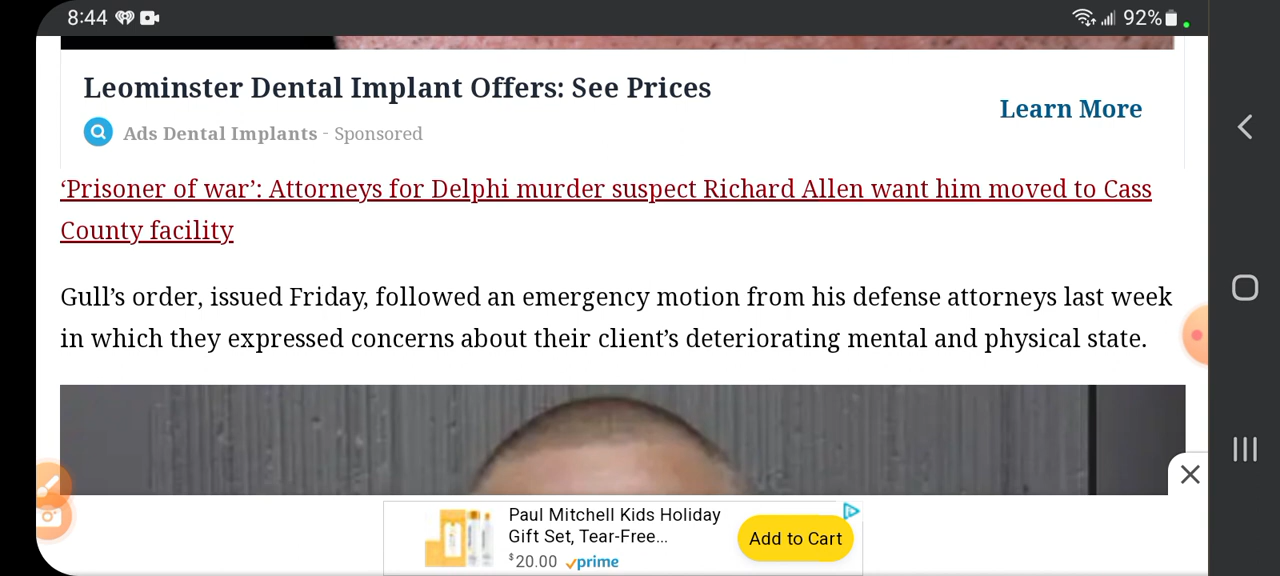 8:44
92%
Leominster Dental Implant Offers: See Prices
Ads Dental Implants - Sponsored
Learn More
‘Prisoner of war’: Attorneys for Delphi murder suspect Richard Allen want him moved to Cass
County facility
Gull’s order, issued Friday, followed an emergency motion from his defense attorneys last week
in which they expressed concerns about their client’s deteriorating mental and physical state.
Paul Mitchell Kids Holiday
Gift Set, Tear-Free...
$20.00 prime
Add to Cart